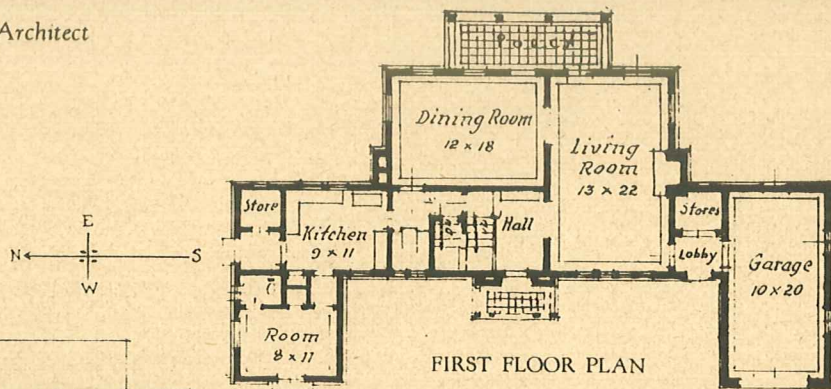 Architect
Porch
Dining Room
12 x 18
Living
Room
13 x 22
Store
Kitchen
9 x 11
Hall
Stores
Lobby
Garage
10 x 20
E
N
S
W
C
Room
8 x 11
FIRST FLOOR PLAN